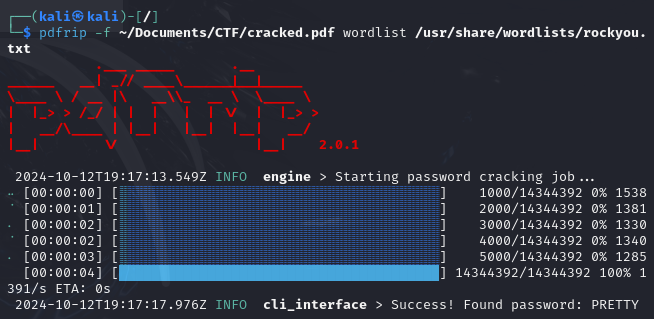 ┌──(kali㉿kali)-[/]
└─$ pdfrip -f ~/Documents/CTF/cracked.pdf wordlist /usr/share/wordlists/rockyou.
txt
2.0.1
2024-10-12T19:17:13.549Z INFO  engine > Starting password cracking job...
[00:00:00] [ ] 1000/14344392 0% 1538
[00:00:01] [ ] 2000/14344392 0% 1381
[00:00:02] [ ] 3000/14344392 0% 1330
[00:00:02] [ ] 4000/14344392 0% 1340
[00:00:03] [ ] 5000/14344392 0% 1285
[00:00:04] [ ] 14344392/14344392 100% 1
391/s ETA: 0s
2024-10-12T19:17:17.976Z INFO  cli_interface > Success! Found password: PRETTY